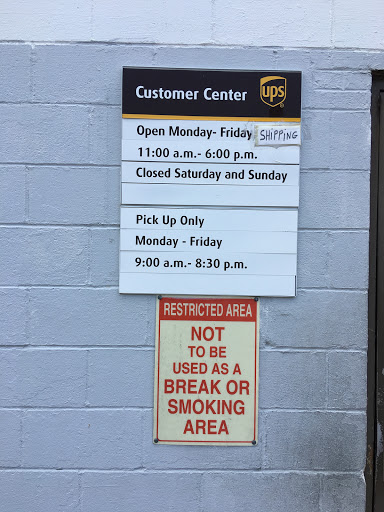 Customer Center ups
Open Monday- Friday SHIPPING
11:00 a.m.- 6:00 p.m.
Closed Saturday and Sunday
Pick Up Only
Monday - Friday
9:00 a.m.- 8:30 p.m.
RESTRICTED AREA
NOT
TO BE
USED AS A
BREAK OR
SMOKING
AREA